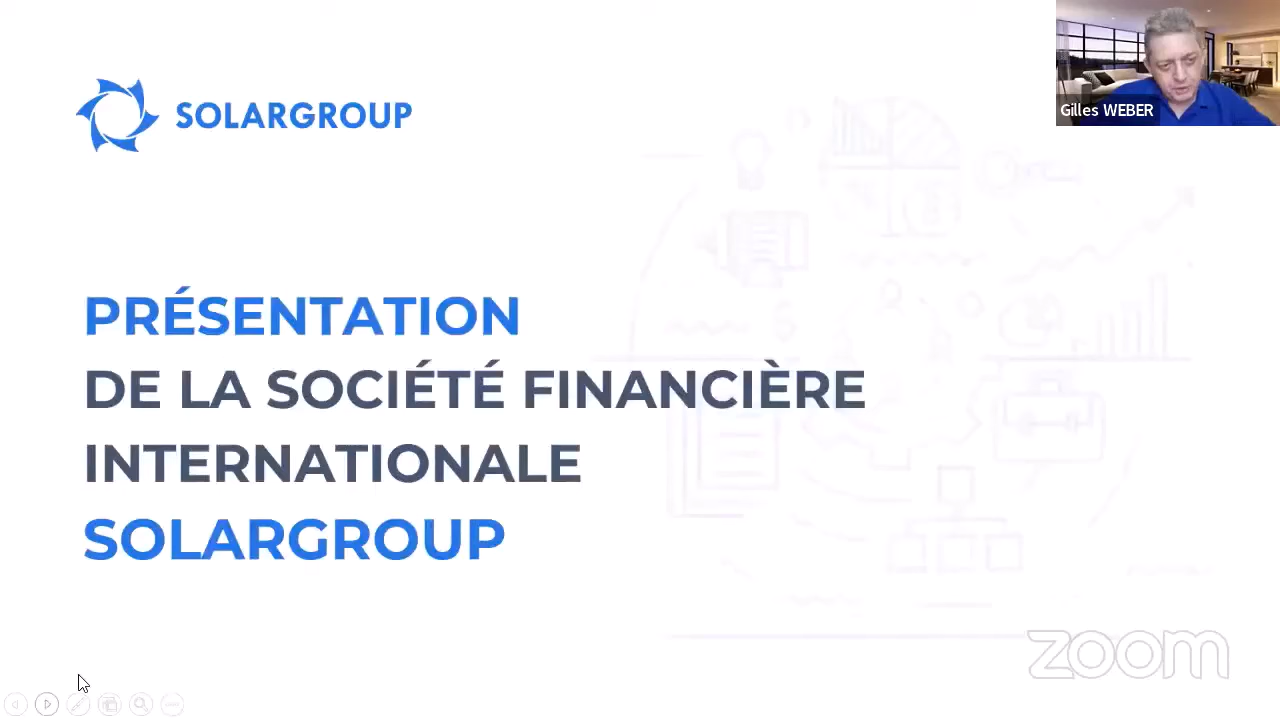 SOLARGROUP
Gilles WEBER
PRÉSENTATION
DE LA SOCIÉTÉ FINANCIÈRE
INTERNATIONALE
SOLARGROUP
zoom